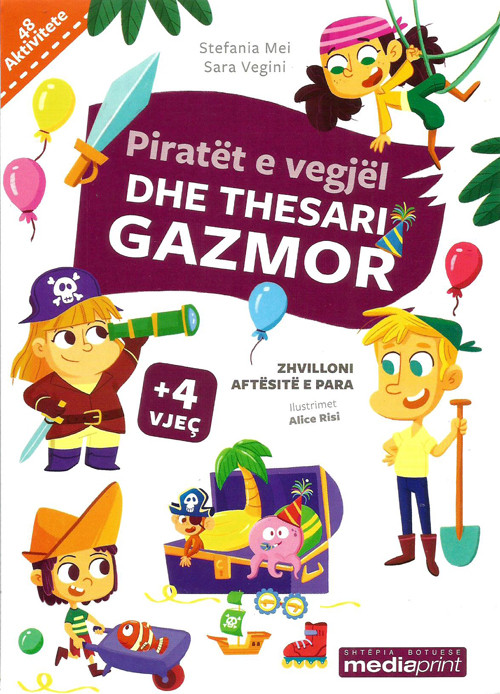 48
Aktivitete
Stefania Mei
Sara Vegini
Piratët e vegjël
DHE THESARI
GAZMOR
ZHVILLONI
AFTËSITË E PARA
Ilustrimet
Alice Risi
+4
VJEÇ
SHTËPIA BOTUESE
mediaprint